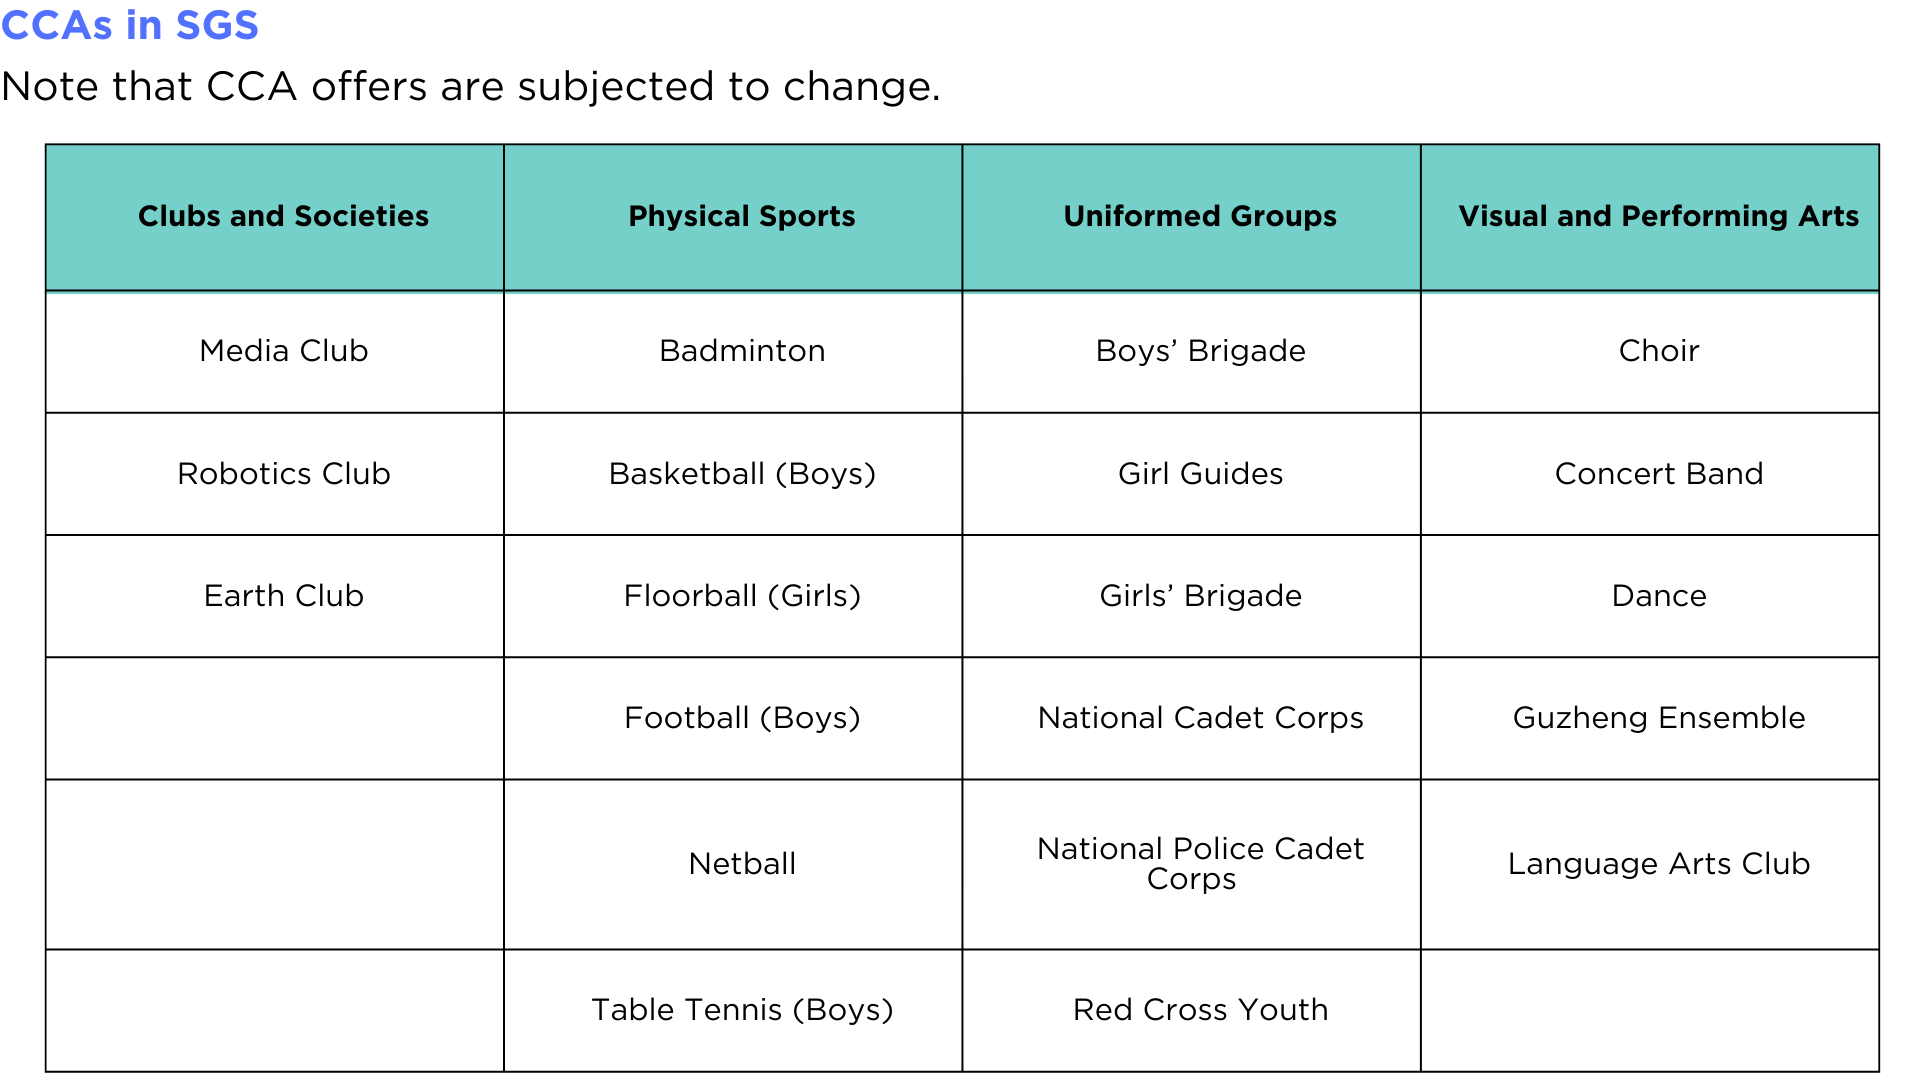 CCAs in SGS
Note that CCA offers are subjected to change.
Clubs and Societies
Physical Sports
Uniformed Groups
Visual and Performing Arts
Media Club
Badminton
Boys’ Brigade
Choir
Robotics Club
Basketball (Boys)
Girl Guides
Concert Band
Earth Club
Floorball (Girls)
Girls’ Brigade
Dance
Football (Boys)
National Cadet Corps
Guzheng Ensemble
Netball
National Police Cadet
Corps
Language Arts Club
Table Tennis (Boys)
Red Cross Youth